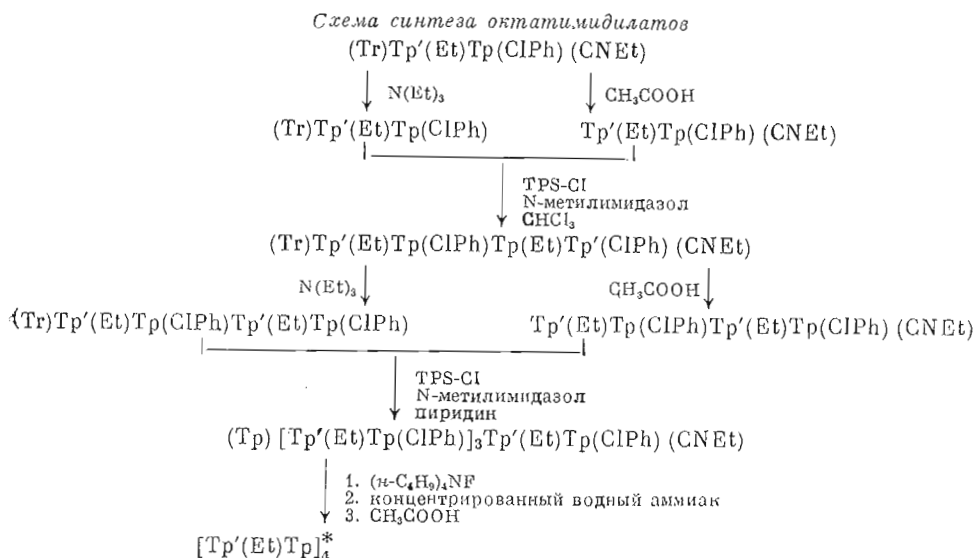 Схема синтеза октатимидилатов
(Tr)Tp′(Et)Tp(ClPh) (CNEt)
N(Et)₃ CH₃COOH
(Tr)Tp′(Et)Tp(ClPh) Tp′(Et)Tp(ClPh) (CNEt)
TPS-Cl
N-метилимидазол
CHCl₃
(Tr)Tp′(Et)Tp(ClPh)Tp(Et)Tp′(ClPh) (CNEt)
N(Et)₃ CH₃COOH
(Tr)Tp′(Et)Tp(ClPh)Tp′(Et)Tp(ClPh) Tp′(Et)Tp(ClPh)Tp′(Et)Tp(ClPh) (CNEt)
TPS-Cl
N-метилимидазол
пиридин
(Tp) [Tp′(Et)Tp(ClPh)]₃Tp′(Et)Tp(ClPh) (CNEt)
1. (н-C₄H₉)₄NF
2. концентрированный водный аммиак
3. CH₃COOH
[Tp′(Et)Tp]₄*